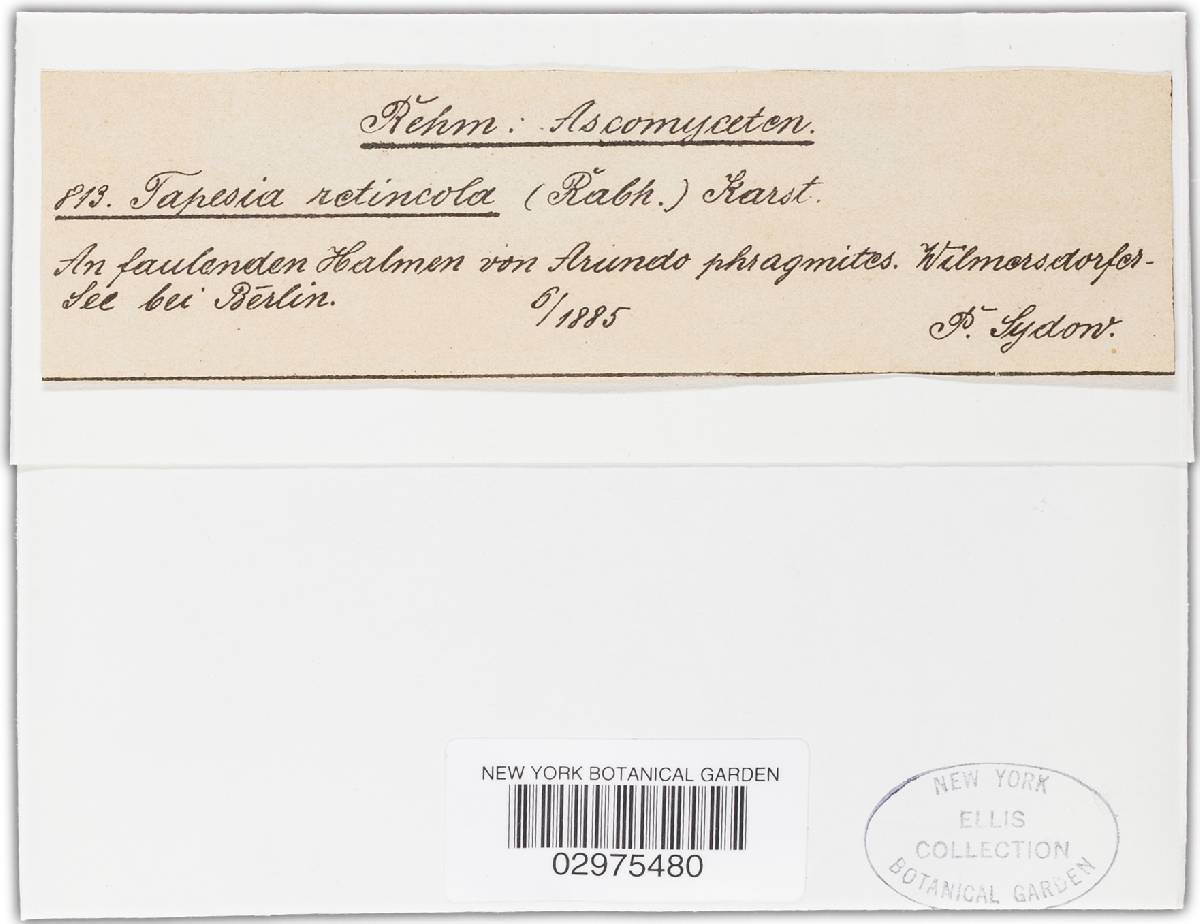 Rehm: Ascomyceten.
813. Tapesia retincola (Rabh.) Karst.
An faulenden Halmen von Arundo phragmites. Wilmersdorfer-
See bei Berlin. 6/1885 P. Sydow.
NEW YORK BOTANICAL GARDEN
02975480
NEW YORK
ELLIS
COLLECTION
BOTANICAL GARDEN